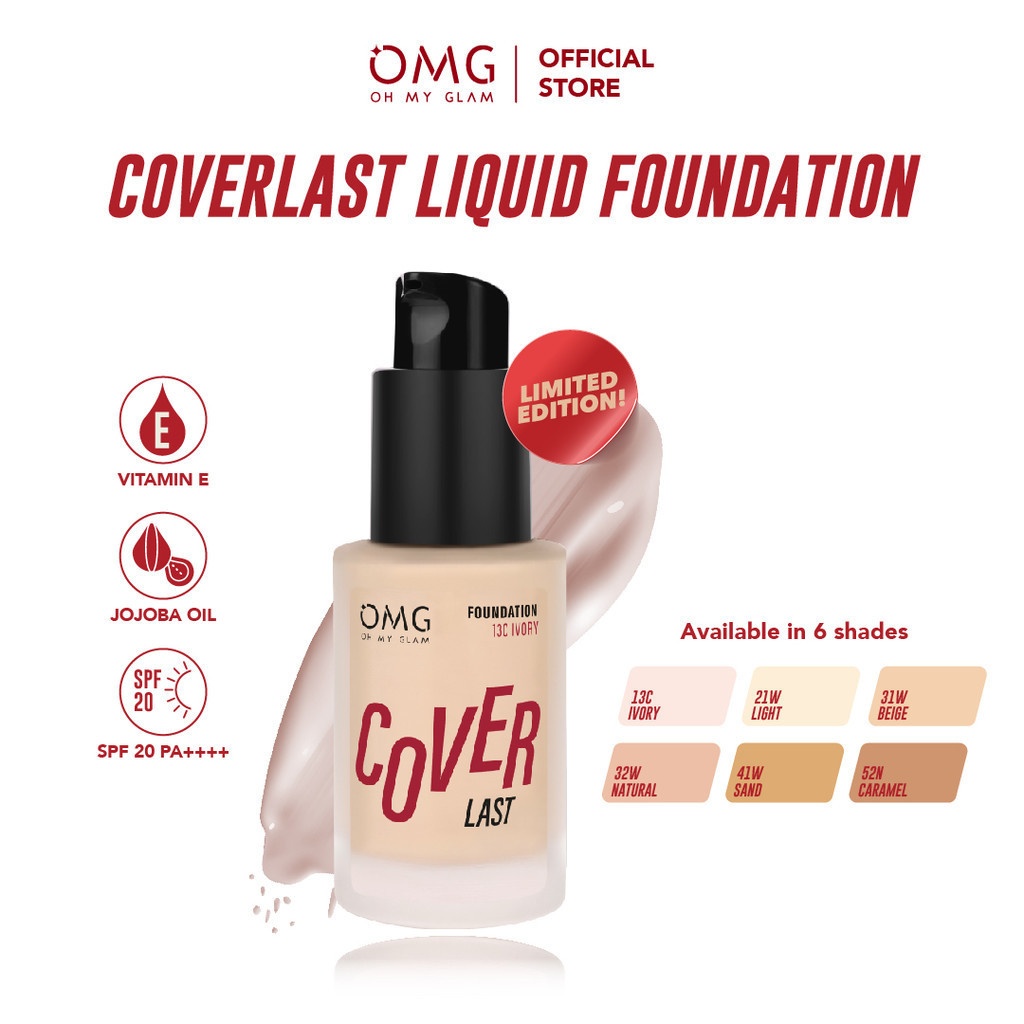 OMG
OH MY GLAM
OFFICIAL
STORE
COVERLAST LIQUID FOUNDATION
LIMITED
EDITION!
E
VITAMIN E
JOJOBA OIL
SPF
20
SPF 20 PA++++
OMG
OH MY GLAM
FOUNDATION
13C IVORY
COVER
LAST
Available in 6 shades
13C
IVORY
21W
LIGHT
31W
BEIGE
32W
NATURAL
41W
SAND
52N
CARAMEL